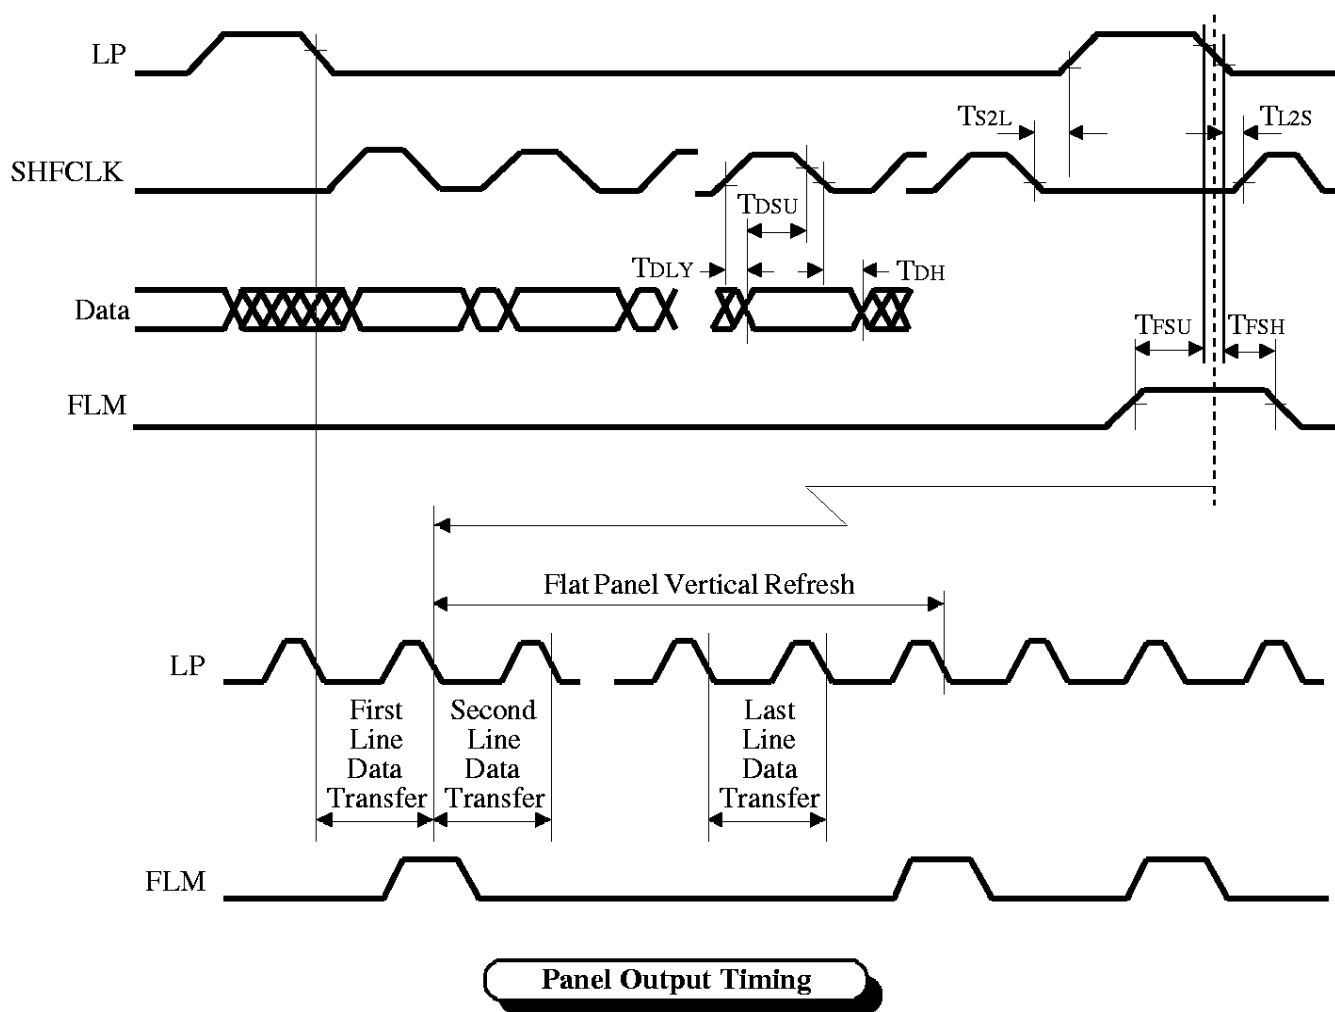 LP
TS2L
TL2S
SHFCLK
TDSU
TDLY
TDH
Data
TFSU
TFSH
FLM
Flat Panel Vertical Refresh
LP
First
Line
Data
Transfer
Second
Line
Data
Transfer
Last
Line
Data
Transfer
FLM
Panel Output Timing